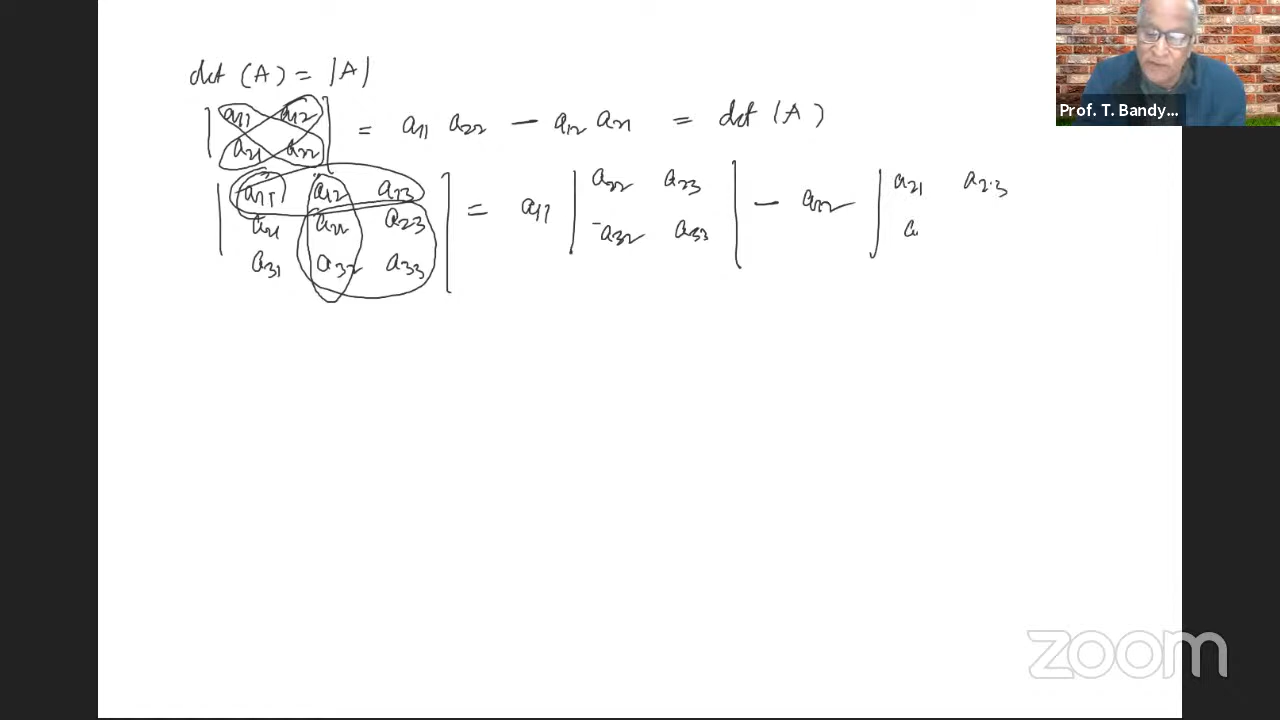 det (A) = |A|
| a11 a12 |
| a21 a22 | = a11 a22 − a12 a21 = det (A)
| a11 a12 a13 |
| a21 a22 a23 | = a11 | a22 a23 | − a12 | a21 a23 |
| a31 a32 a33 | | a32 a33 | | a
Prof. T. Bandy...
zoom